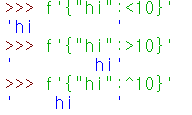 >>> f'{"hi":<10}'
'hi        '
>>> f'{"hi":>10}'
'        hi'
>>> f'{"hi":^10}'
'    hi    '